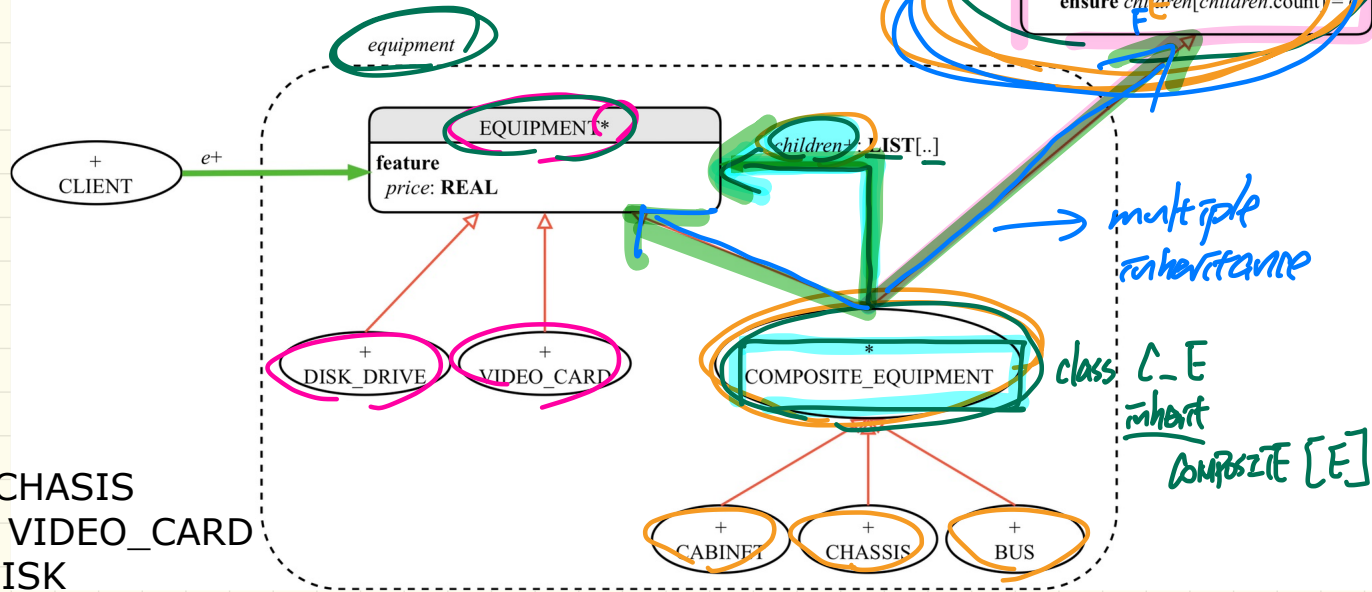 ensure children[children.count] =
E
equipment
EQUIPMENT*
feature
price: REAL
children+: LIST[..]
e+
+
CLIENT
multiple
inheritance
+
DISK_DRIVE
+
VIDEO_CARD
*
COMPOSITE_EQUIPMENT
class C_E
inherit
COMPOSITE [E]
CHASIS
VIDEO_CARD
ISK
+
CABINET
+
CHASSIS
+
BUS